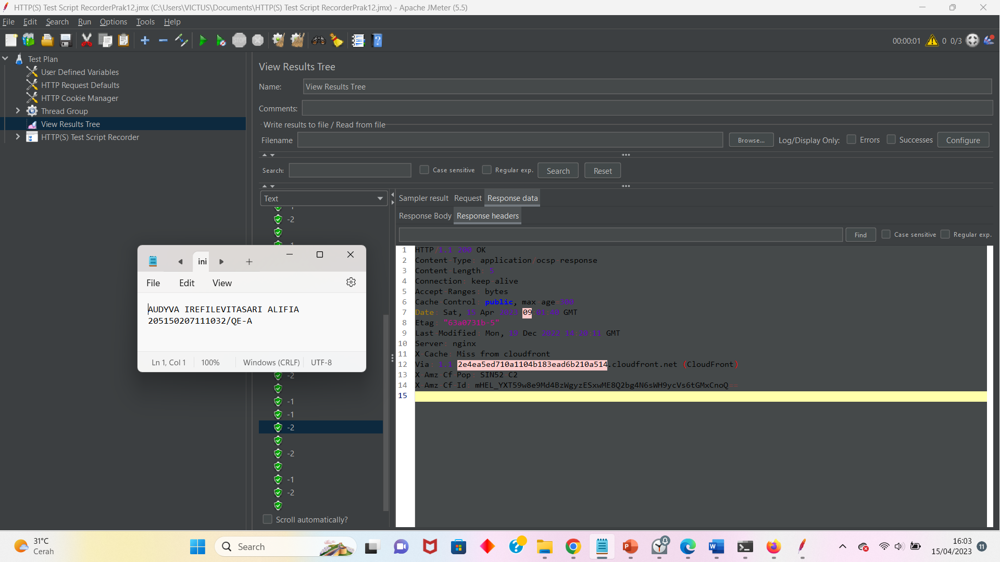 HTTP(S) Test Script RecorderPrak12.jmx (C:\Users\VICTUS\Documents\HTTP(S) Test Script RecorderPrak12.jmx) - Apache JMeter (5.5)
File Edit Search Run Options Tools Help
00:00:01 0 0/3
Test Plan
User Defined Variables
HTTP Request Defaults
HTTP Cookie Manager
Thread Group
View Results Tree
HTTP(S) Test Script Recorder
View Results Tree
Name: View Results Tree
Comments:
Write results to file / Read from file
Filename Browse... Log/Display Only: Errors Successes Configure
Search: Case sensitive Regular exp. Search Reset
Text
-2
-2
-1
-1
-2
-2
-1
-2
Scroll automatically?
Sampler result Request Response data
Response Body Response headers
Find Case sensitive Regular exp.
1 HTTP/1.1 200 OK
2 Content-Type: application/ocsp-response
3 Content-Length: 5
4 Connection: keep-alive
5 Accept-Ranges: bytes
6 Cache-Control: public, max-age=300
7 Date: Sat, 15 Apr 2023 09:01:40 GMT
8 Etag: "63a0731b-5"
9 Last-Modified: Mon, 19 Dec 2022 14:20:11 GMT
10 Server: nginx
11 X-Cache: Miss from cloudfront
12 Via: 1.1 2e4ea5ed710a1104b183ead6b210a514.cloudfront.net (CloudFront)
13 X-Amz-Cf-Pop: SIN52-C2
14 X-Amz-Cf-Id: mHEL_YXT59w8e9Md4BzWgyzESxwME8Q2bg4N6sWH9ycVs6tGMxCnoQ==
15
ini
File Edit View
AUDYVA IREFILEVITASARI ALIFIA
205150207111032/QE-A
Ln 1, Col 1 100% Windows (CRLF) UTF-8
31°C
Cerah
Search
16:03
15/04/2023
11